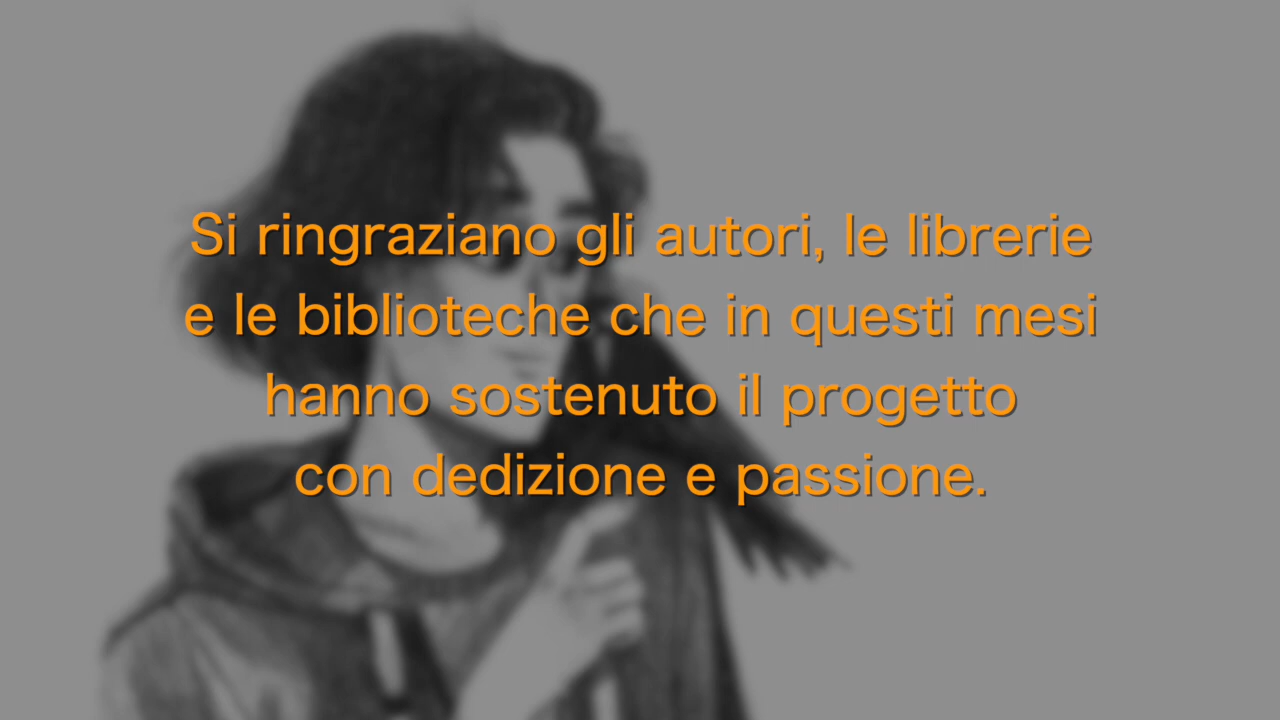 Si ringraziano gli autori, le librerie
e le biblioteche che in questi mesi
hanno sostenuto il progetto
con dedizione e passione.